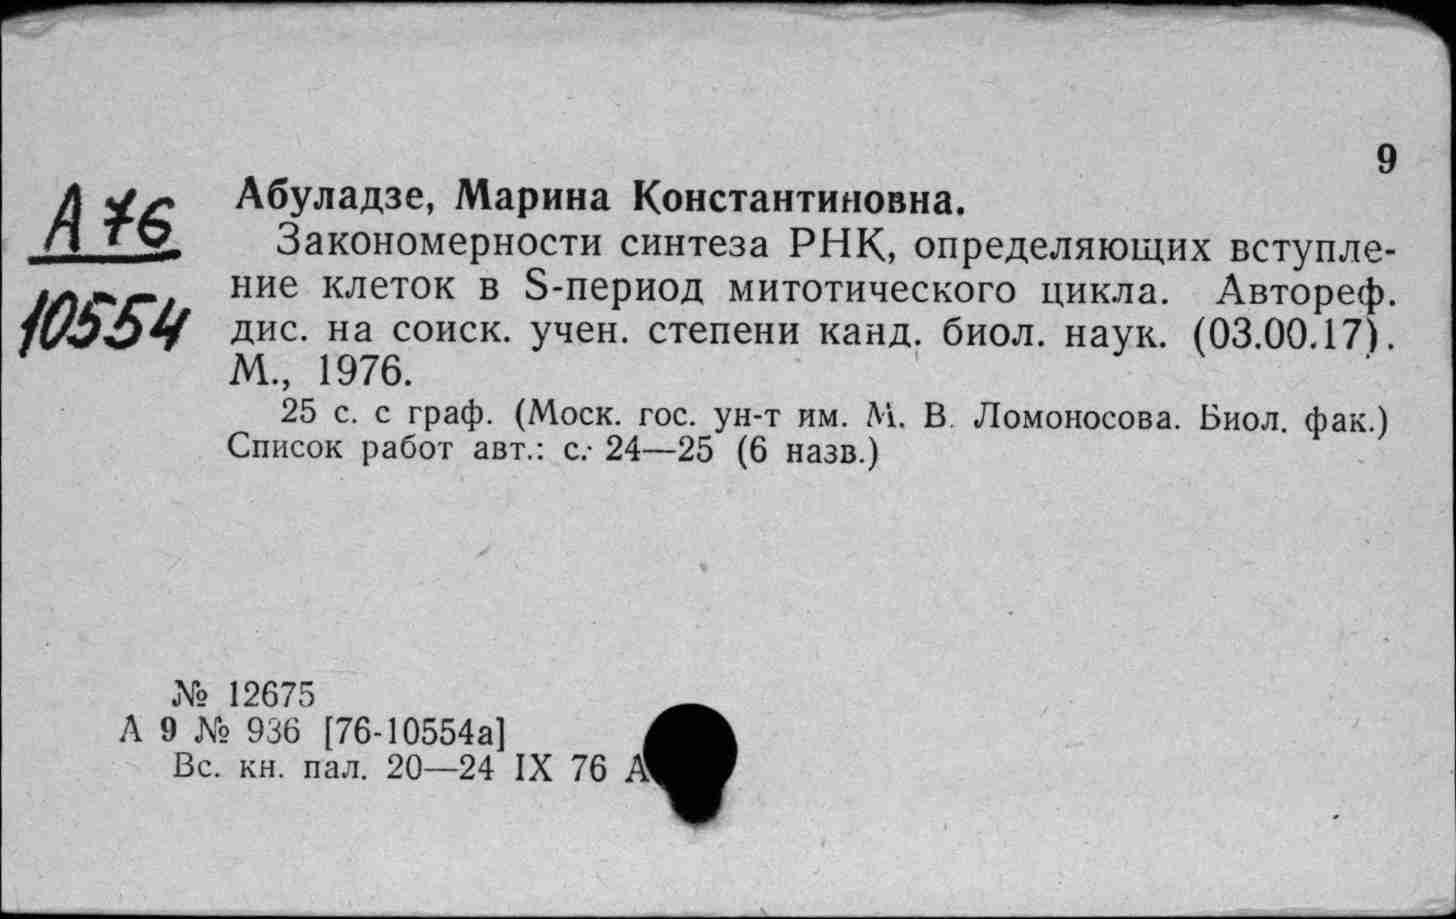 9
А 76
10554
Абуладзе, Марина Константиновна.
Закономерности синтеза РНК, определяющих вступле-
ние клеток в S-период митотического цикла. Автореф.
дис. на соиск. учен. степени канд. биол. наук. (03.00.17).
М., 1976.
25 с. с граф. (Моск. гос. ун-т им. М. В. Ломоносова. Биол. фак.)
Список работ авт.: с. 24—25 (6 назв.)
№ 12675
А 9 № 936 [76-10554а]
Вс. кн. пал. 20—24 IX 76 А